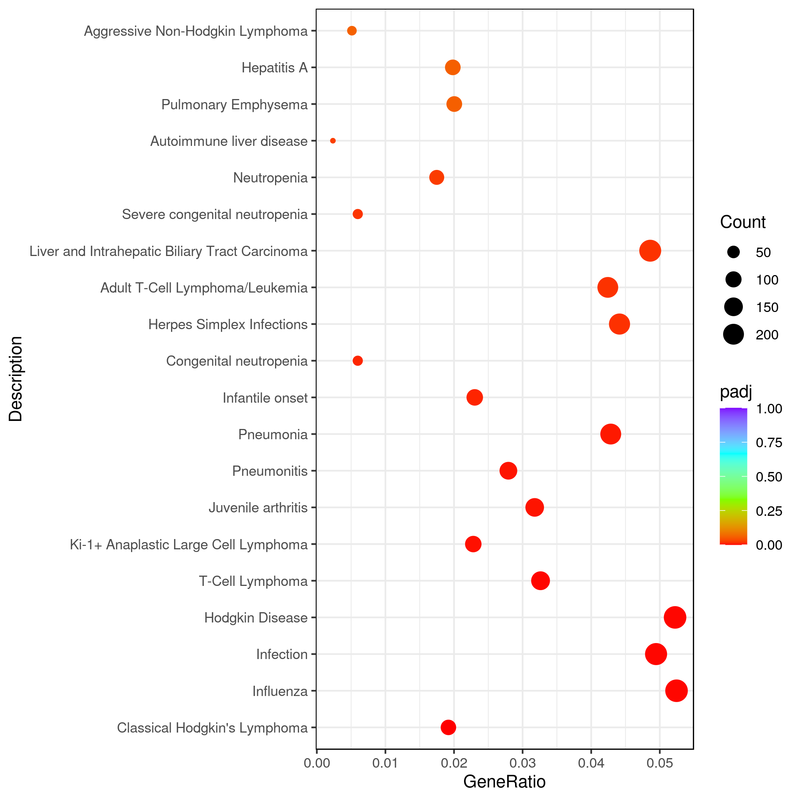 Aggressive Non-Hodgkin Lymphoma
Hepatitis A
Pulmonary Emphysema
Autoimmune liver disease
Neutropenia
Severe congenital neutropenia
Liver and Intrahepatic Biliary Tract Carcinoma
Adult T-Cell Lymphoma/Leukemia
Herpes Simplex Infections
Congenital neutropenia
Infantile onset
Pneumonia
Pneumonitis
Juvenile arthritis
Ki-1+ Anaplastic Large Cell Lymphoma
T-Cell Lymphoma
Hodgkin Disease
Infection
Influenza
Classical Hodgkin's Lymphoma
Description
0.00 0.01 0.02 0.03 0.04 0.05
GeneRatio
Count
50
100
150
200
padj
1.00
0.75
0.50
0.25
0.00